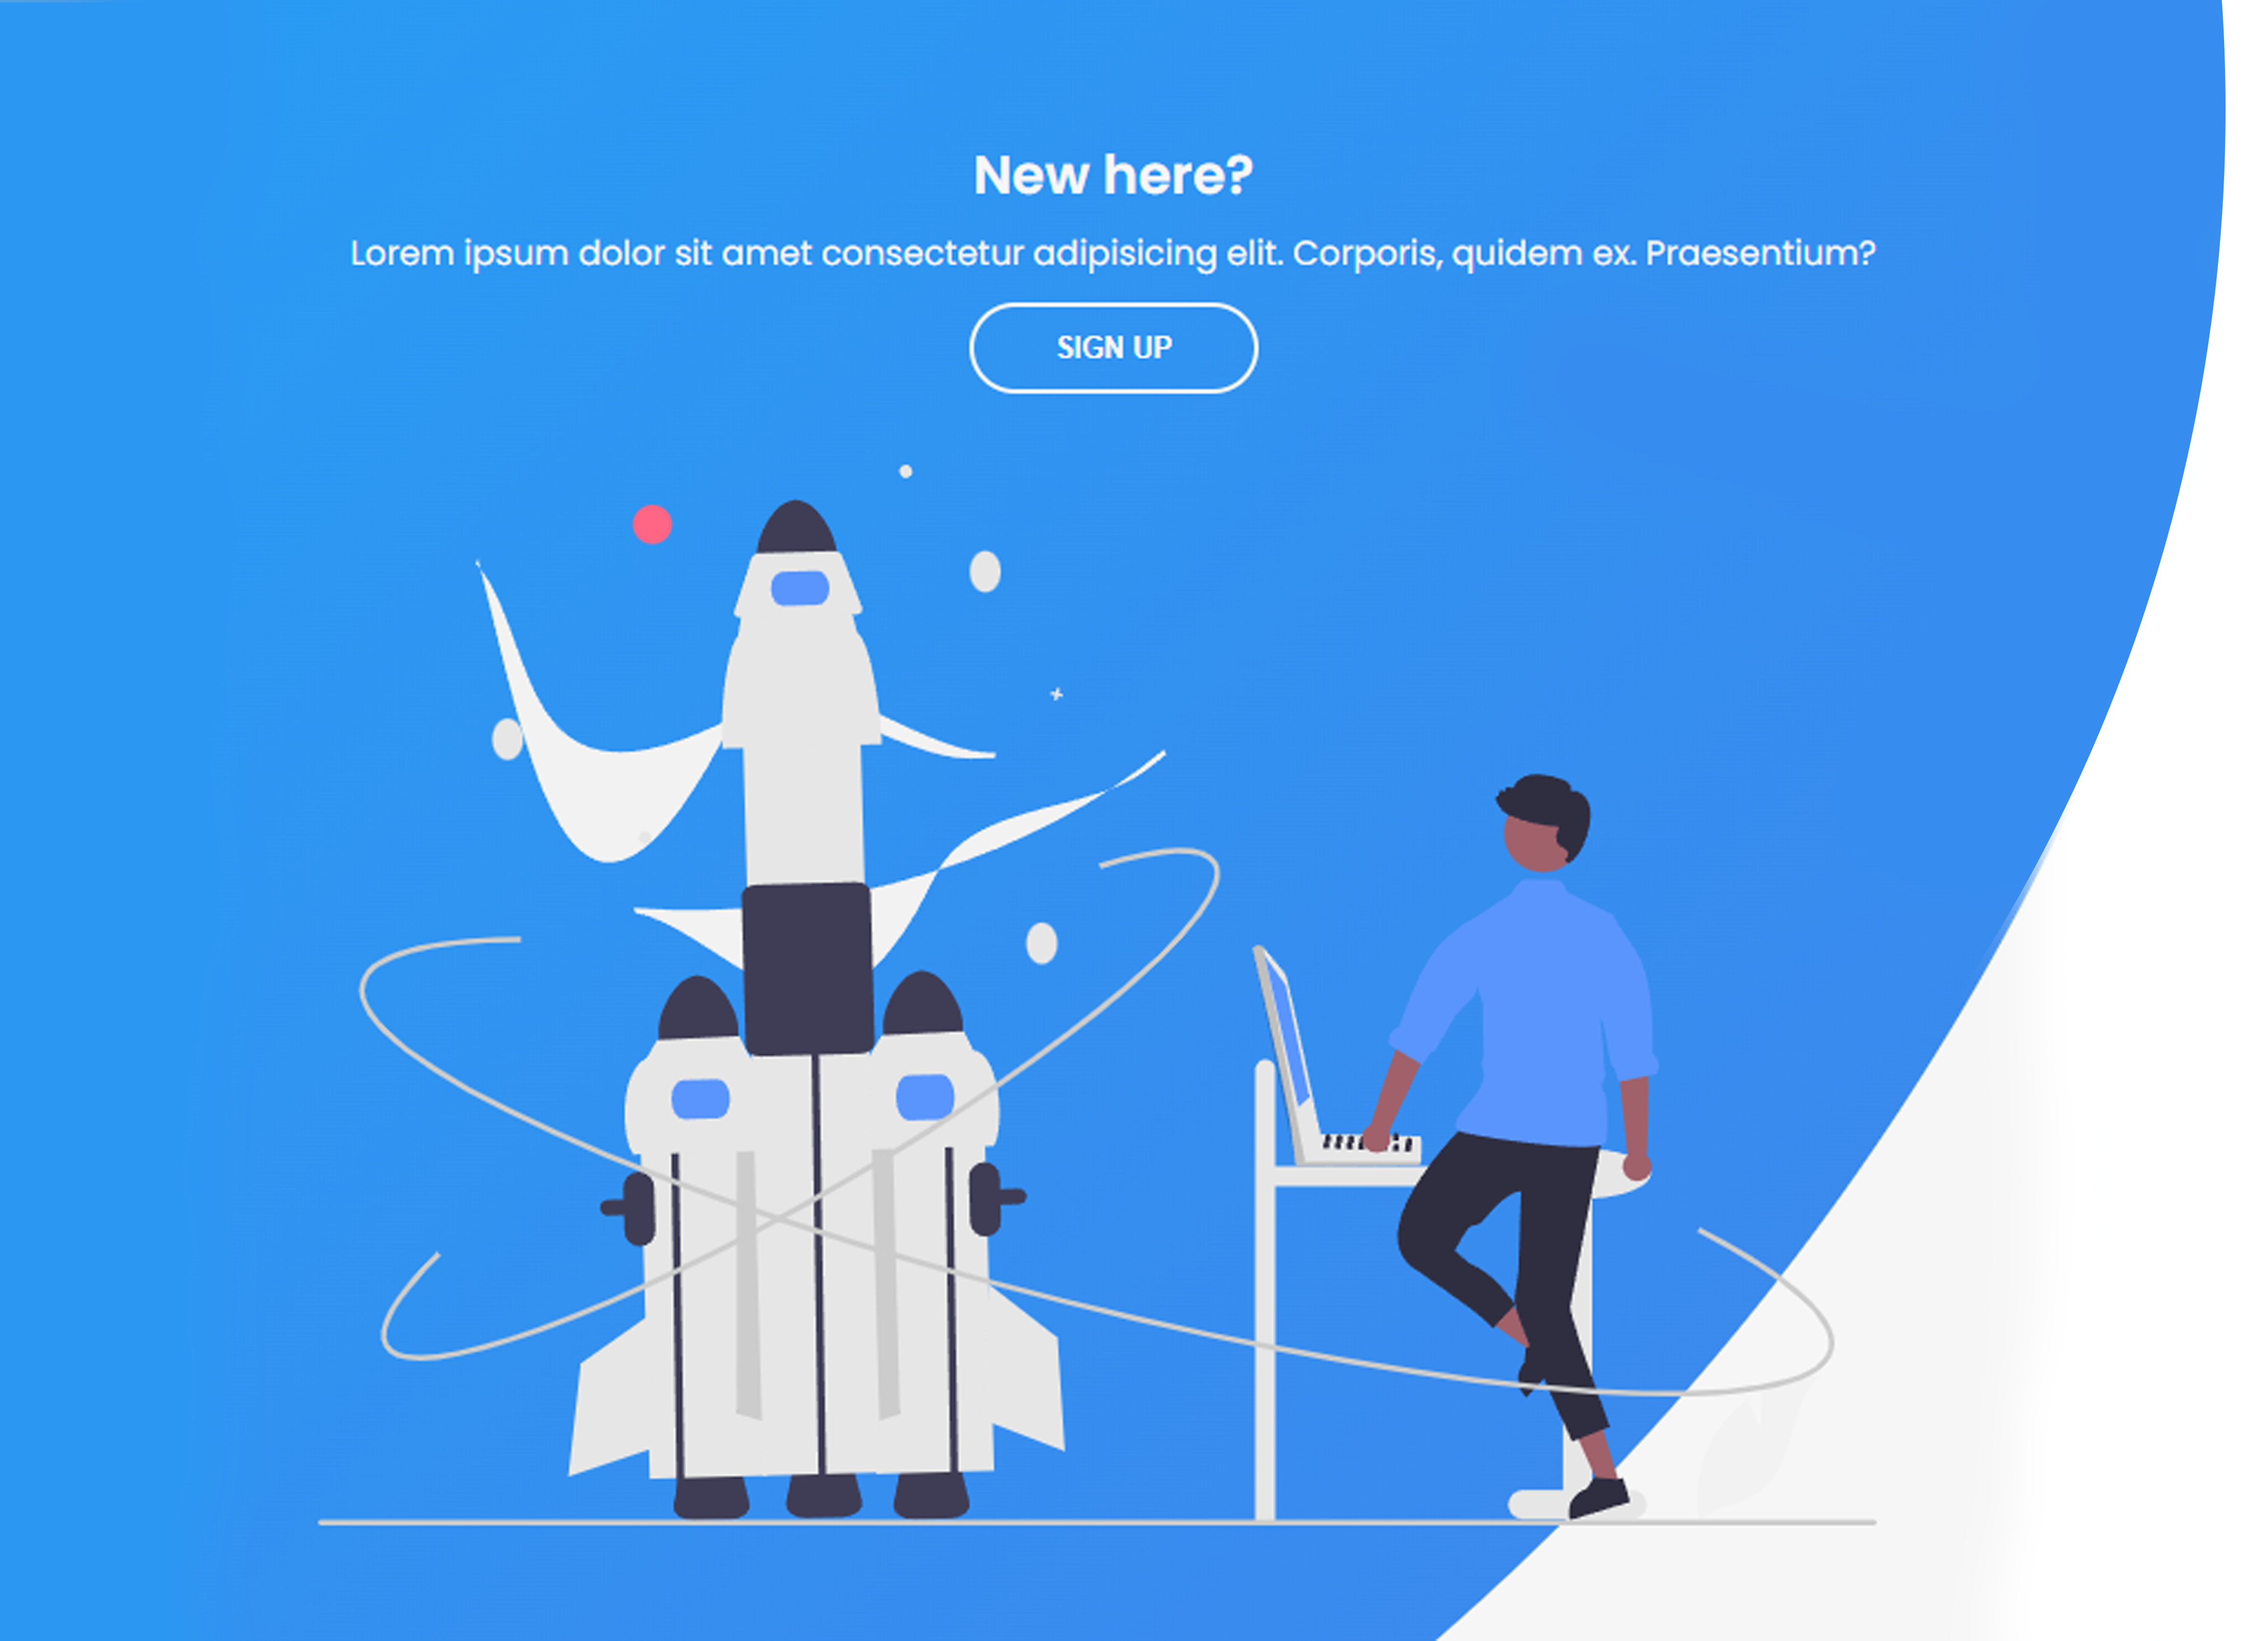 New here?
Lorem ipsum dolor sit amet consectetur adipisicing elit. Corporis, quidem ex. Praesentium?
SIGN UP